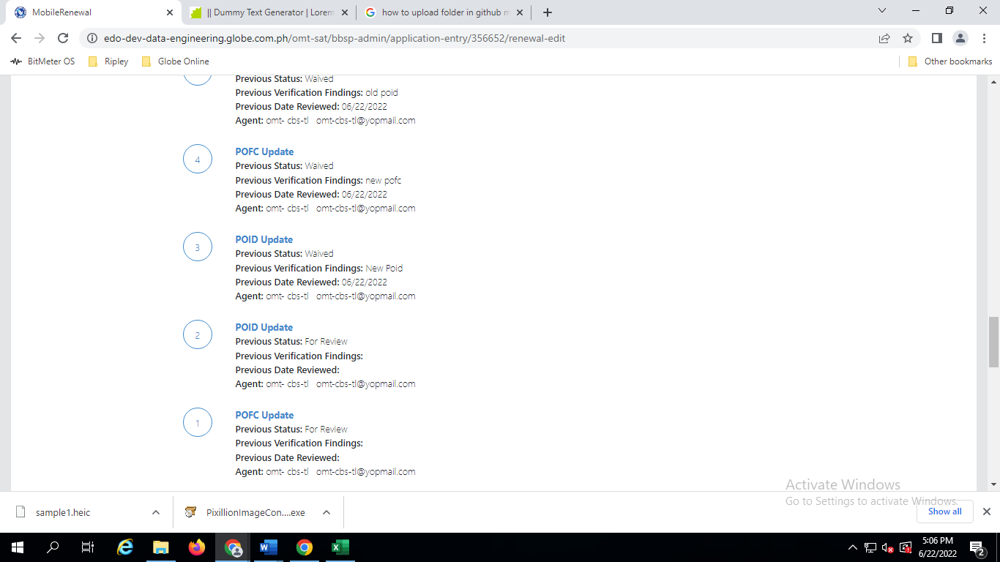 MobileRenewal
|| Dummy Text Generator | Lorem
how to upload folder in github m
edo-dev-data-engineering.globe.com.ph/omt-sat/bbsp-admin/application-entry/356652/renewal-edit
BitMeter OS
Ripley
Globe Online
Other bookmarks
Previous Status: Waived
Previous Verification Findings: old poid
Previous Date Reviewed: 06/22/2022
Agent: omt- cbs-tl omt-cbs-tl@yopmail.com
4
POFC Update
Previous Status: Waived
Previous Verification Findings: new pofc
Previous Date Reviewed: 06/22/2022
Agent: omt- cbs-tl omt-cbs-tl@yopmail.com
3
POID Update
Previous Status: Waived
Previous Verification Findings: New Poid
Previous Date Reviewed: 06/22/2022
Agent: omt- cbs-tl omt-cbs-tl@yopmail.com
2
POID Update
Previous Status: For Review
Previous Verification Findings:
Previous Date Reviewed:
Agent: omt- cbs-tl omt-cbs-tl@yopmail.com
1
POFC Update
Previous Status: For Review
Previous Verification Findings:
Previous Date Reviewed:
Agent: omt- cbs-tl omt-cbs-tl@yopmail.com
Activate Windows
Go to Settings to activate Windows.
sample1.heic
PixillionImageCon....exe
Show all
5:06 PM
6/22/2022
2